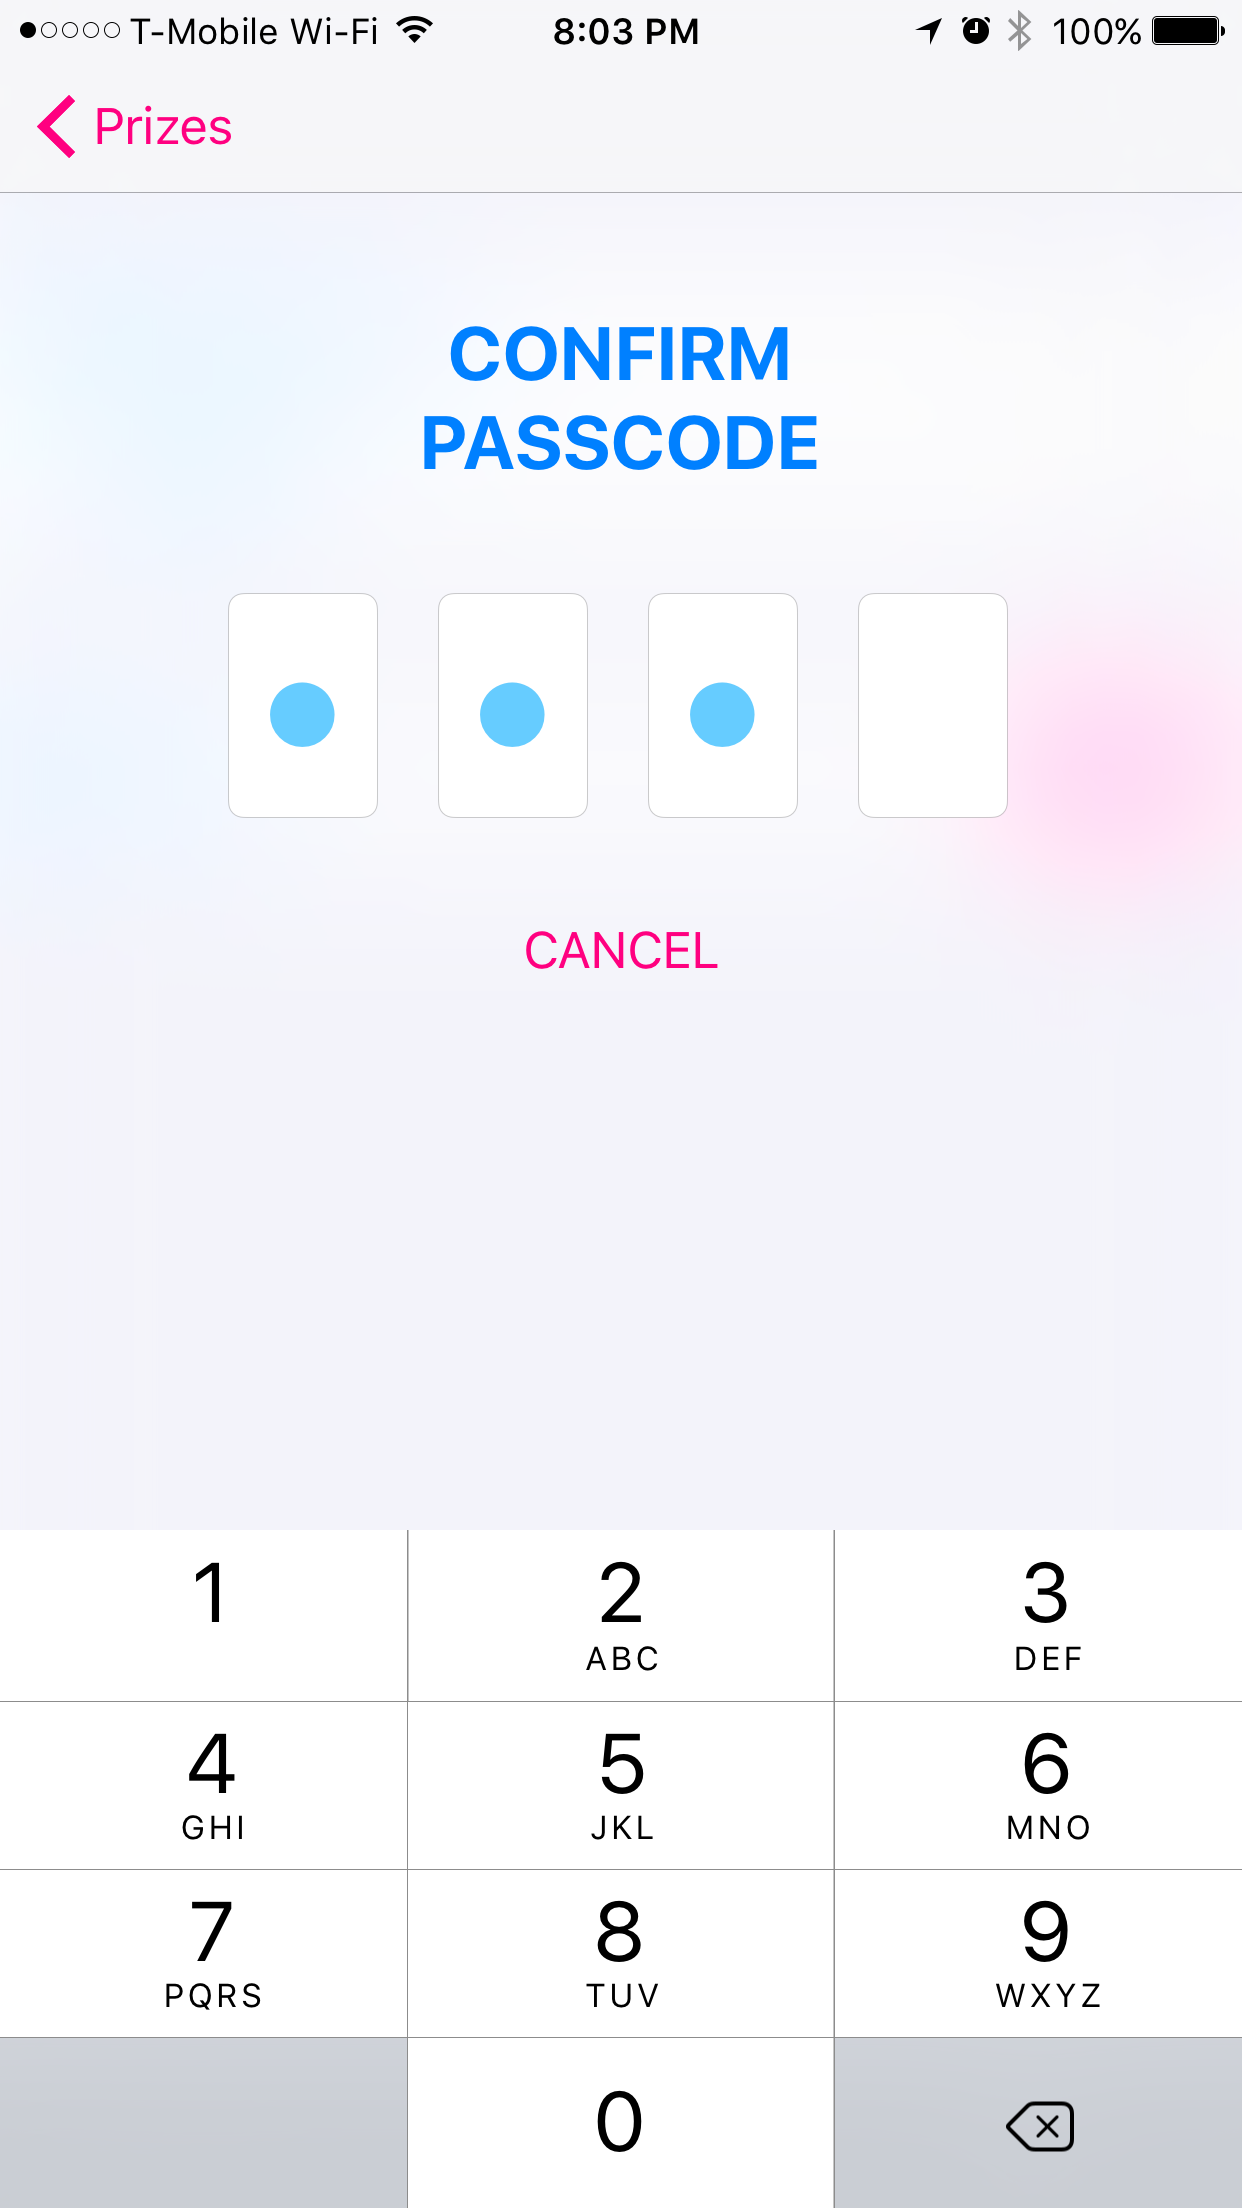 T-Mobile Wi-Fi 8:03 PM 100%
Prizes
CONFIRM
PASSCODE
CANCEL
1 2 3
ABC DEF
4 5 6
GHI JKL MNO
7 8 9
PQRS TUV WXYZ
0